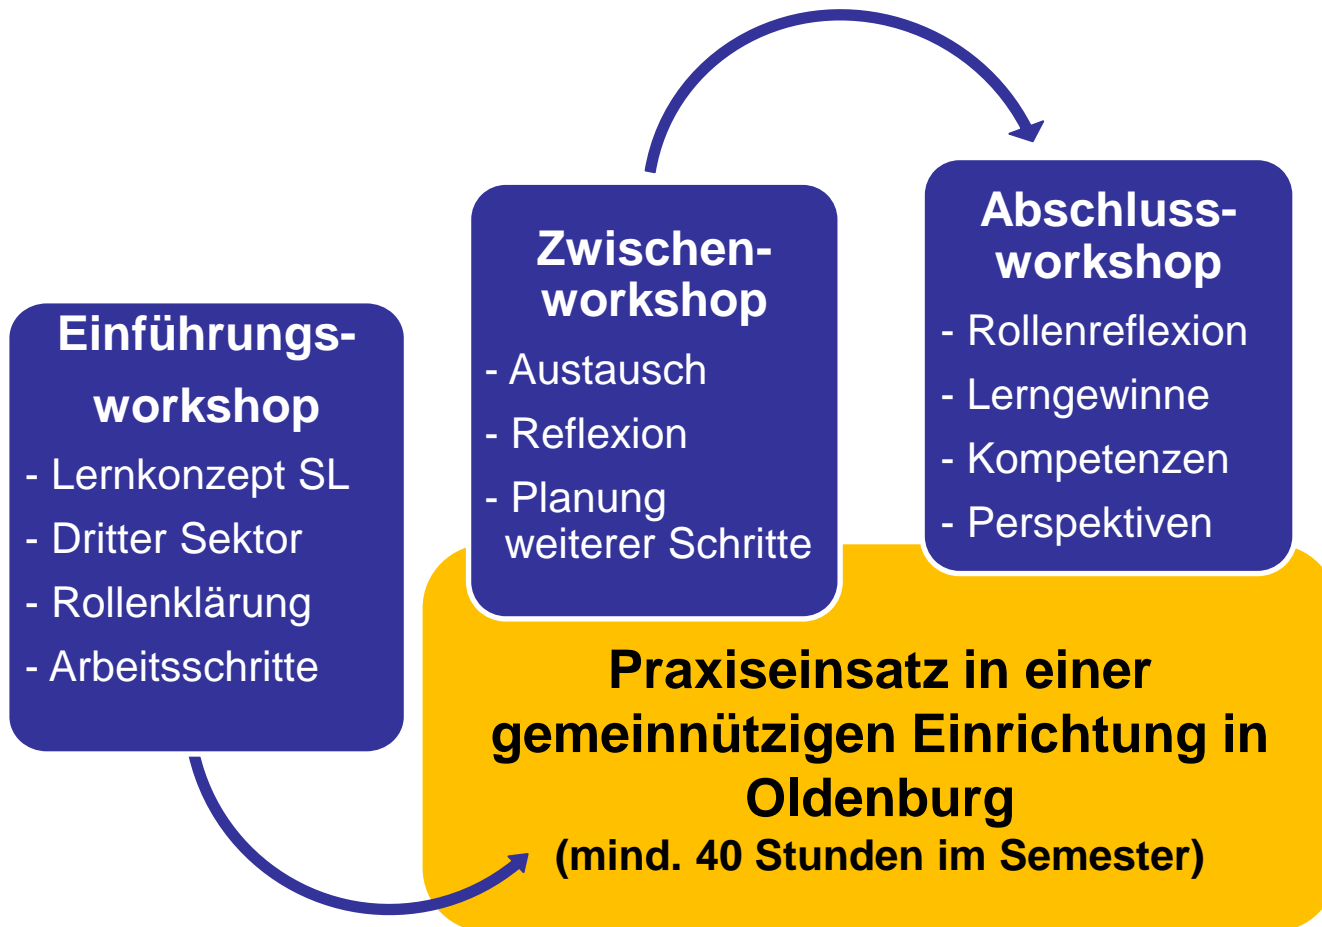 Einführungs-
workshop
- Lernkonzept SL
- Dritter Sektor
- Rollenklärung
- Arbeitsschritte
Zwischen-
workshop
- Austausch
- Reflexion
- Planung
weiterer Schritte
Abschluss-
workshop
- Rollenreflexion
- Lerngewinne
- Kompetenzen
- Perspektiven
Praxiseinsatz in einer
gemeinnützigen Einrichtung in
Oldenburg
(mind. 40 Stunden im Semester)